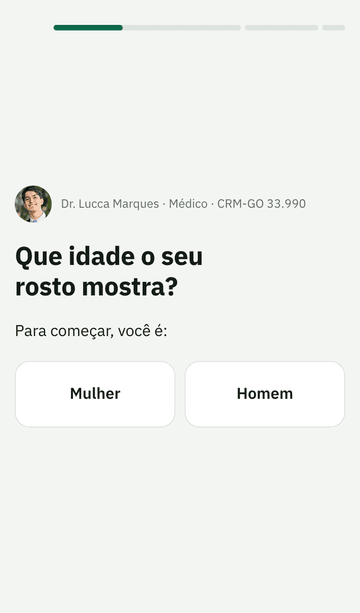 Dr. Lucca Marques · Médico · CRM-GO 33.990
Que idade o seu
rosto mostra?
Para começar, você é:
Mulher
Homem